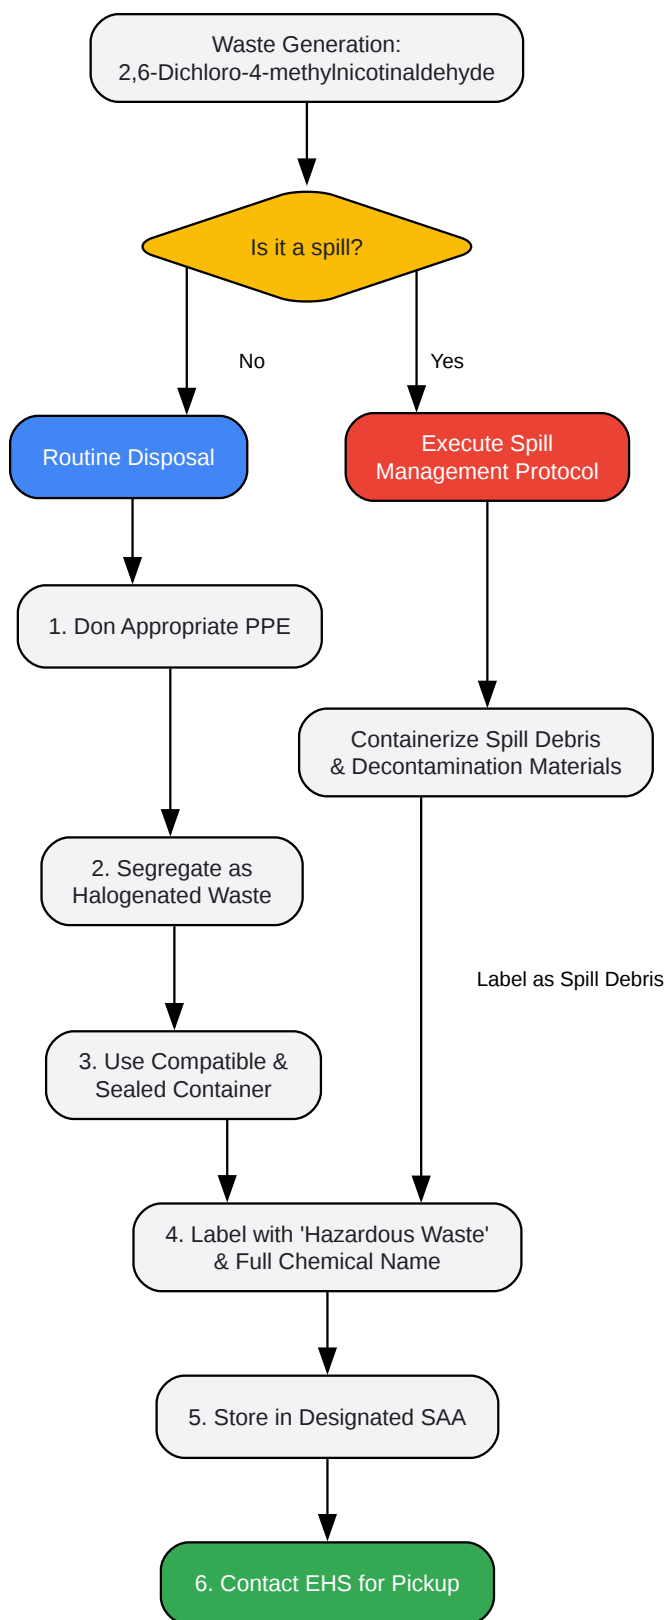 Waste Generation:
2,6-Dichloro-4-methylnicotinaldehyde
Is it a spill?
No
Yes
Routine Disposal
Execute Spill
Management Protocol
1. Don Appropriate PPE
Containerize Spill Debris
& Decontamination Materials
2. Segregate as
Halogenated Waste
Label as Spill Debris
3. Use Compatible &
Sealed Container
4. Label with 'Hazardous Waste'
& Full Chemical Name
5. Store in Designated SAA
6. Contact EHS for Pickup